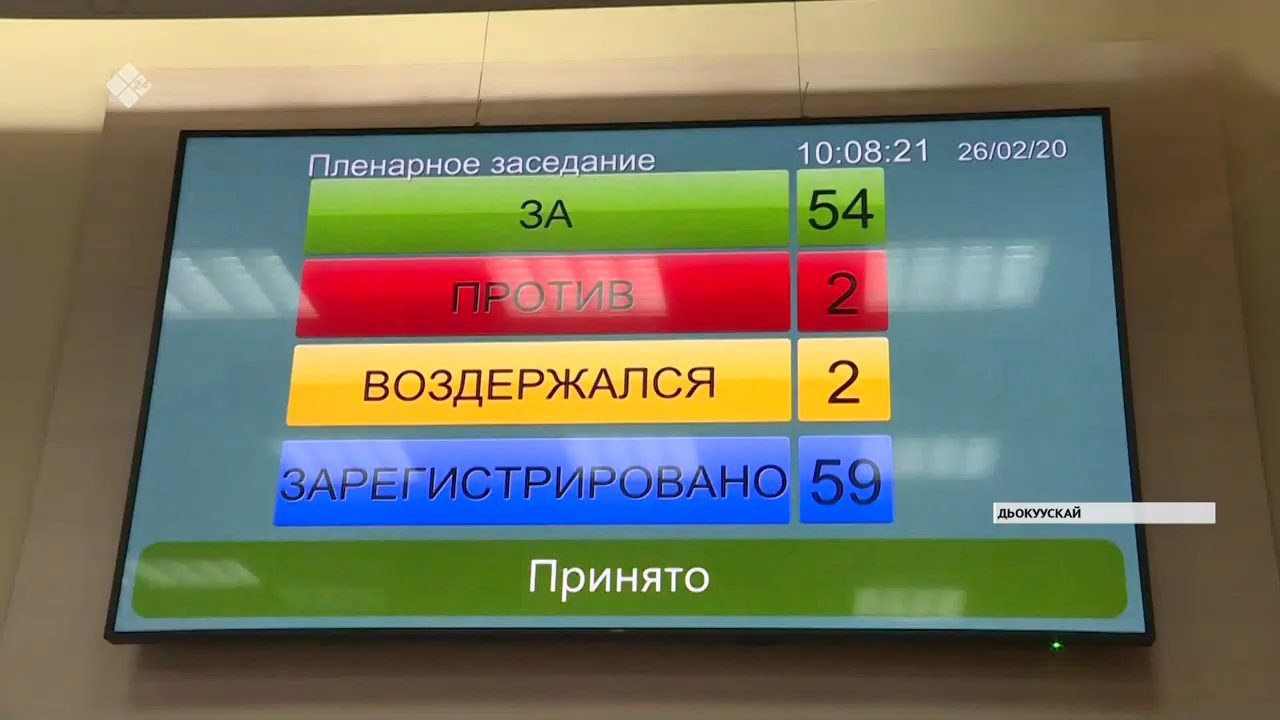 Пленарное заседание 10:08:21 26/02/20
ЗА 54
ПРОТИВ 2
ВОЗДЕРЖАЛСЯ 2
ЗАРЕГИСТРИРОВАНО 59
ДЬОКУУСКАЙ
Принято